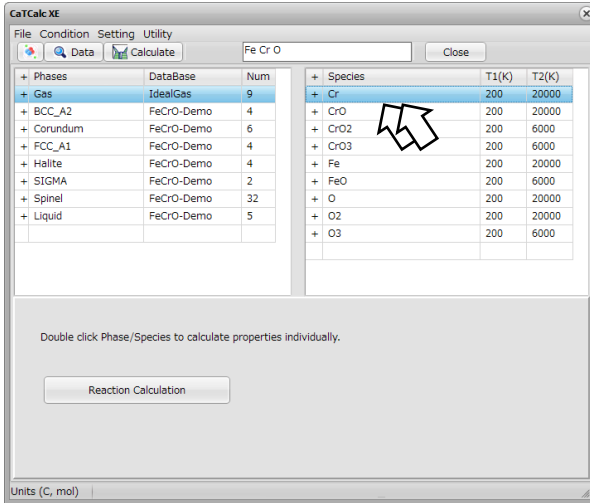 CaTCalc XE
File Condition Setting Utility
Data Calculate Fe Cr O Close
+ Phases DataBase Num + Species T1(K) T2(K)
+ Gas IdealGas 9 + Cr 200 20000
+ BCC_A2 FeCrO-Demo 4 + CrO 200 20000
+ Corundum FeCrO-Demo 6 + CrO2 200 6000
+ FCC_A1 FeCrO-Demo 4 + CrO3 200 6000
+ Halite FeCrO-Demo 4 + Fe 200 20000
+ SIGMA FeCrO-Demo 2 + FeO 200 6000
+ Spinel FeCrO-Demo 32 + O 200 20000
+ Liquid FeCrO-Demo 5 + O2 200 20000
+ O3 200 6000
Double click Phase/Species to calculate properties individually.
Reaction Calculation
Units (C, mol)